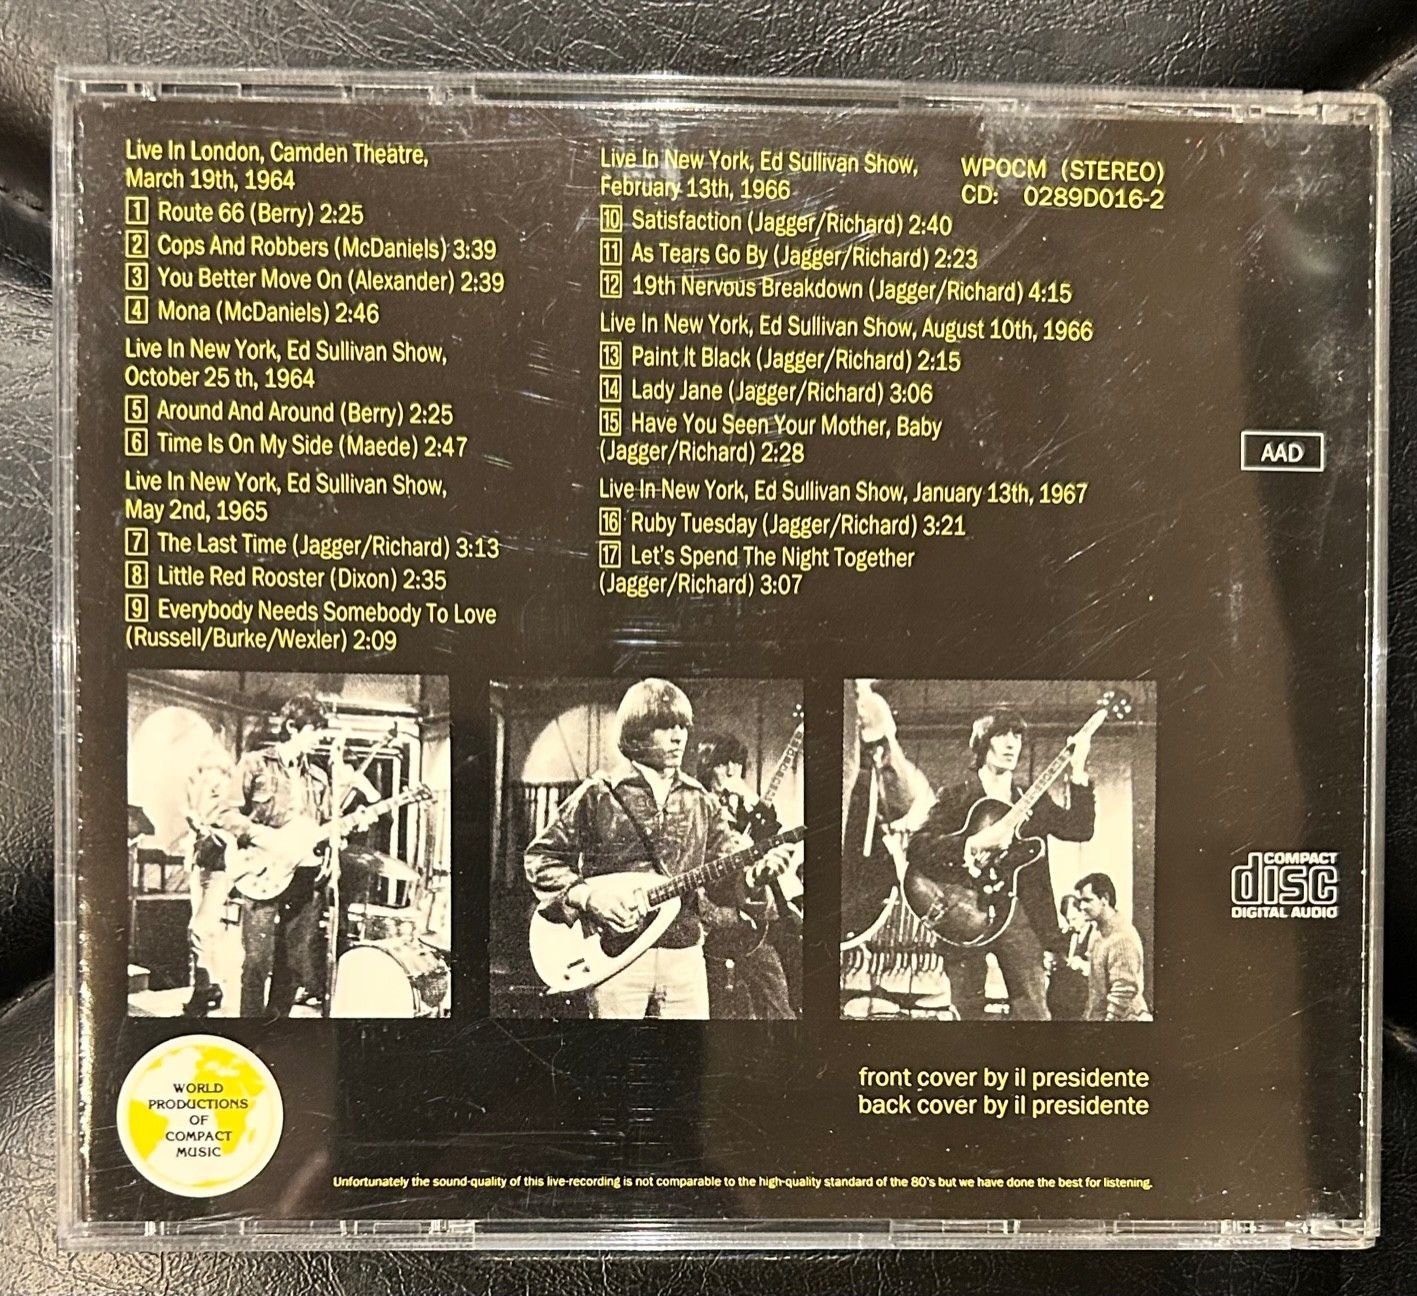 Live In London, Camden Theatre,
March 19th, 1964
1 Route 66 (Berry) 2:25
2 Cops And Robbers (McDaniels) 3:39
3 You Better Move On (Alexander) 2:39
4 Mona (McDaniels) 2:46
Live In New York, Ed Sullivan Show,
October 25 th, 1964
5 Around And Around (Berry) 2:25
6 Time Is On My Side (Maede) 2:47
Live In New York, Ed Sullivan Show,
May 2nd, 1965
7 The Last Time (Jagger/Richard) 3:13
8 Little Red Rooster (Dixon) 2:35
9 Everybody Needs Somebody To Love
(Russell/Burke/Wexler) 2:09
Live In New York, Ed Sullivan Show,
February 13th, 1966
10 Satisfaction (Jagger/Richard) 2:40
11 As Tears Go By (Jagger/Richard) 2:23
12 19th Nervous Breakdown (Jagger/Richard) 4:15
Live In New York, Ed Sullivan Show, August 10th, 1966
13 Paint It Black (Jagger/Richard) 2:15
14 Lady Jane (Jagger/Richard) 3:06
15 Have You Seen Your Mother, Baby
(Jagger/Richard) 2:28
Live In New York, Ed Sullivan Show, January 13th, 1967
16 Ruby Tuesday (Jagger/Richard) 3:21
17 Let's Spend The Night Together
(Jagger/Richard) 3:07
WPOCM (STEREO)
CD: 0289D016-2
AAD
COMPACT
disc
DIGITAL AUDIO
front cover by il presidente
back cover by il presidente
WORLD
PRODUCTIONS
OF
COMPACT
MUSIC
Unfortunately the sound-quality of this live-recording is not comparable to the high-quality standard of the 80's but we have done the best for listening.